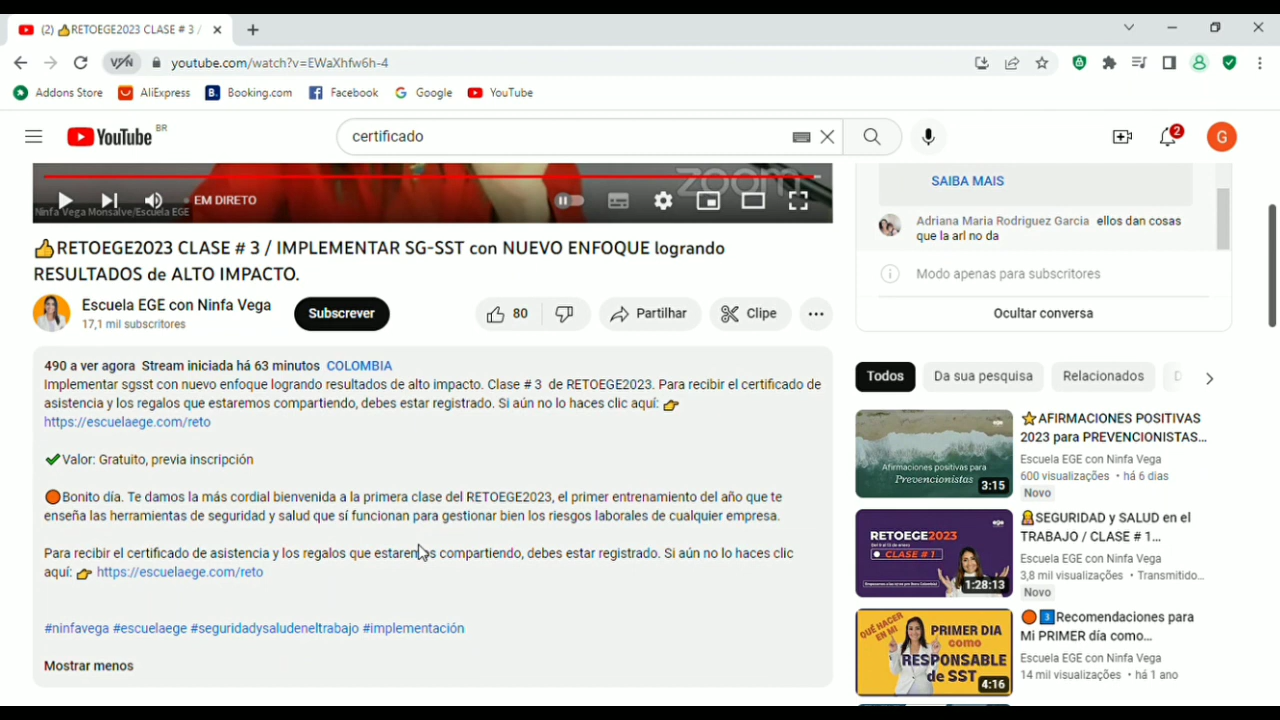 (2) 👍RETOEGE2023 CLASE # 3 /
VPN
youtube.com/watch?v=EWaXhfw6h-4
Addons Store
AliExpress
B. Booking.com
Facebook
Google
YouTube
YouTube BR
certificado
2
G
zoom
EM DIRETO
Ninfa Vega Monsalve/Escuela EGE
👍RETOEGE2023 CLASE # 3 / IMPLEMENTAR SG-SST con NUEVO ENFOQUE logrando
RESULTADOS de ALTO IMPACTO.
Escuela EGE con Ninfa Vega
17,1 mil subscritores
Subscrever
80
Partilhar
Clipe
490 a ver agora Stream iniciada há 63 minutos COLOMBIA
Implementar sgsst con nuevo enfoque logrando resultados de alto impacto. Clase # 3 de RETOEGE2023. Para recibir el certificado de
asistencia y los regalos que estaremos compartiendo, debes estar registrado. Si aún no lo haces clic aquí: 👉
https://escuelaege.com/reto
✔Valor: Gratuito, previa inscripción
🟠Bonito día. Te damos la más cordial bienvenida a la primera clase del RETOEGE2023, el primer entrenamiento del año que te
enseña las herramientas de seguridad y salud que sí funcionan para gestionar bien los riesgos laborales de cualquier empresa.
Para recibir el certificado de asistencia y los regalos que estaremos compartiendo, debes estar registrado. Si aún no lo haces clic
aquí: 👉 https://escuelaege.com/reto
#ninfavega #escuelaege #seguridadysaludeneltrabajo #implementación
Mostrar menos
SAIBA MAIS
Adriana Maria Rodriguez Garcia ellos dan cosas
que la arl no da
Modo apenas para subscritores
Ocultar conversa
Todos
Da sua pesquisa
Relacionados
D
Afirmaciones positivas para
Prevencionistas
3:15
⭐AFIRMACIONES POSITIVAS
2023 para PREVENCIONISTAS...
Escuela EGE con Ninfa Vega
600 visualizações • há 6 dias
Novo
RETOEGE2023
CLASE # 1
1:28:13
👷SEGURIDAD y SALUD en el
TRABAJO / CLASE # 1...
Escuela EGE con Ninfa Vega
3,8 mil visualizações • Transmitido...
Novo
QUÉ HACER
EN MI
PRIMER DIA
como
RESPONSABLE
de SST
4:16
🟠3️⃣Recomendaciones para
Mi PRIMER día como...
Escuela EGE con Ninfa Vega
14 mil visualizações • há 1 ano